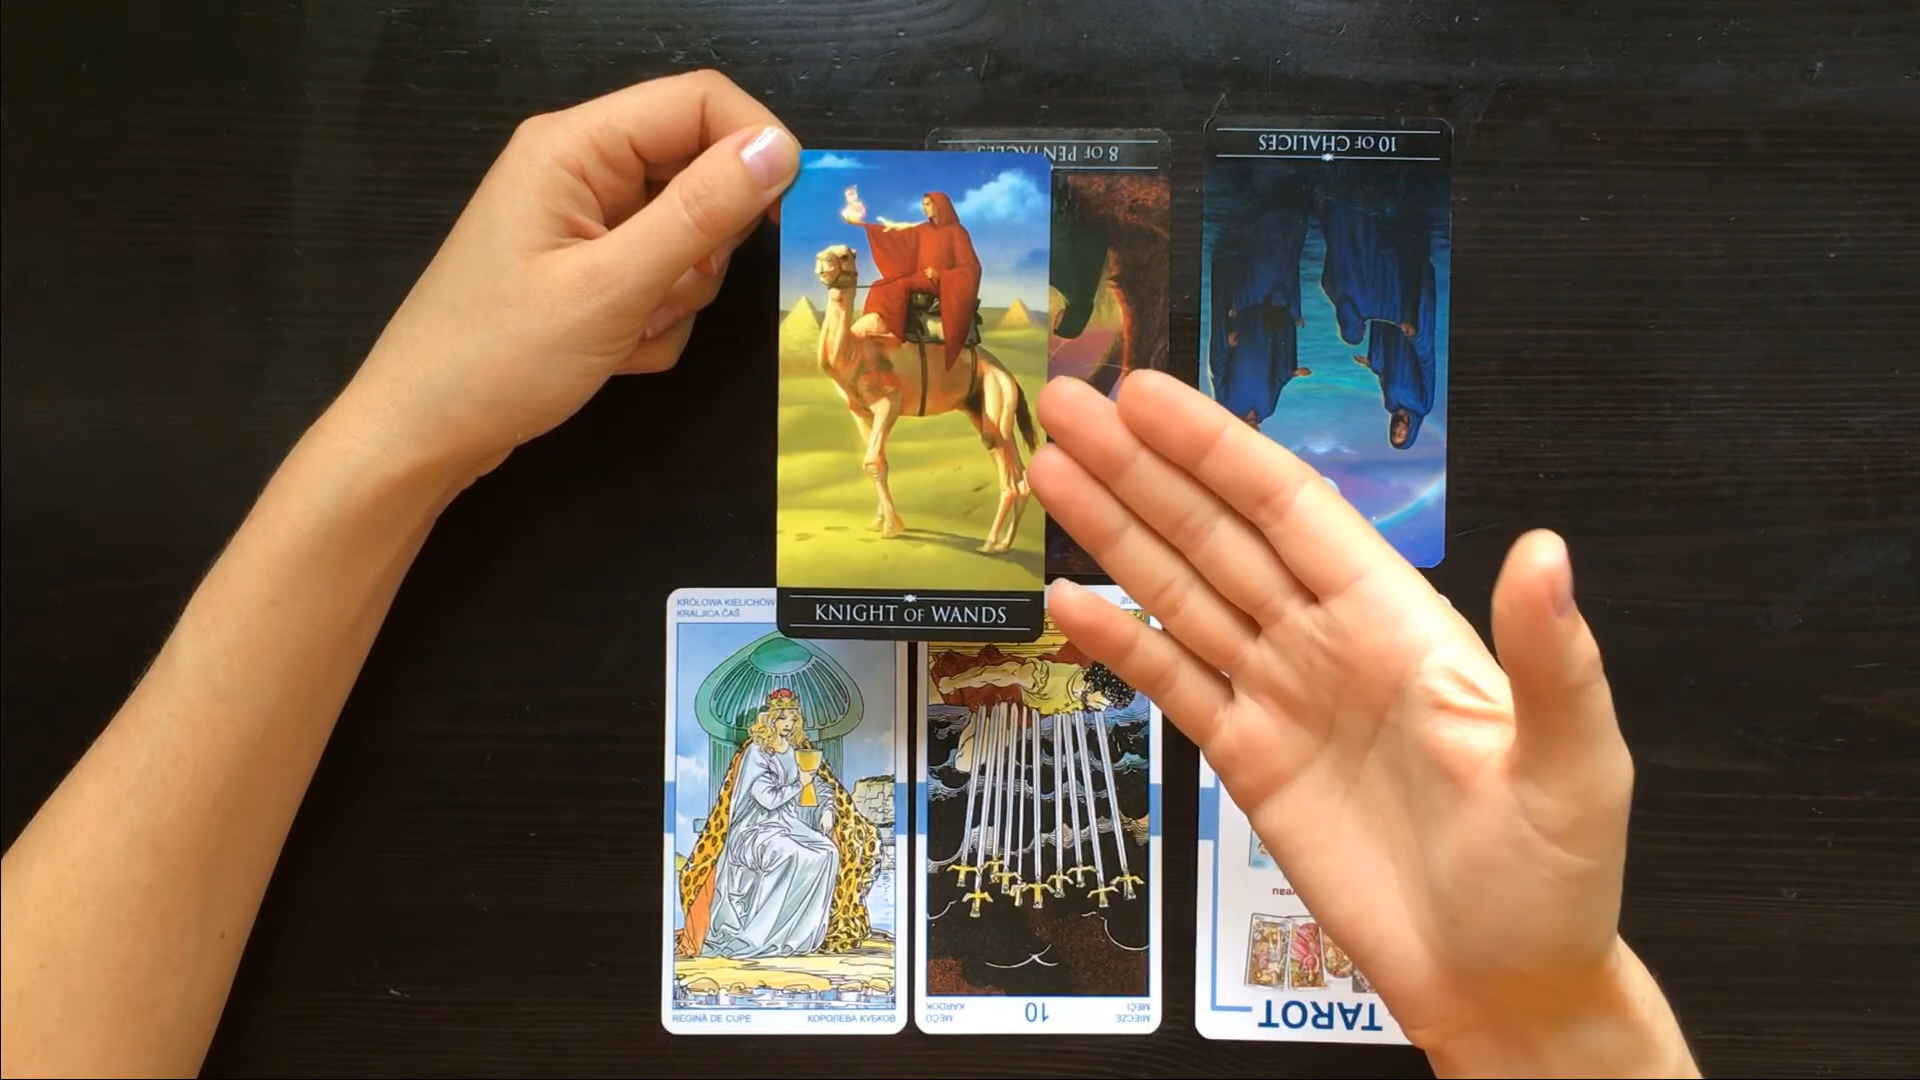 8 OF PENTACLES
10 OF CHALICES
KNIGHT OF WANDS
KRÓLOWA KIELICHÓW
KRALJICA ČAŠ
REGINĂ DE CUPE
КОРОЛЕВА КУБКОВ
10
MEČŮ
KARDOK
MIECZE
MEČI
TAROT